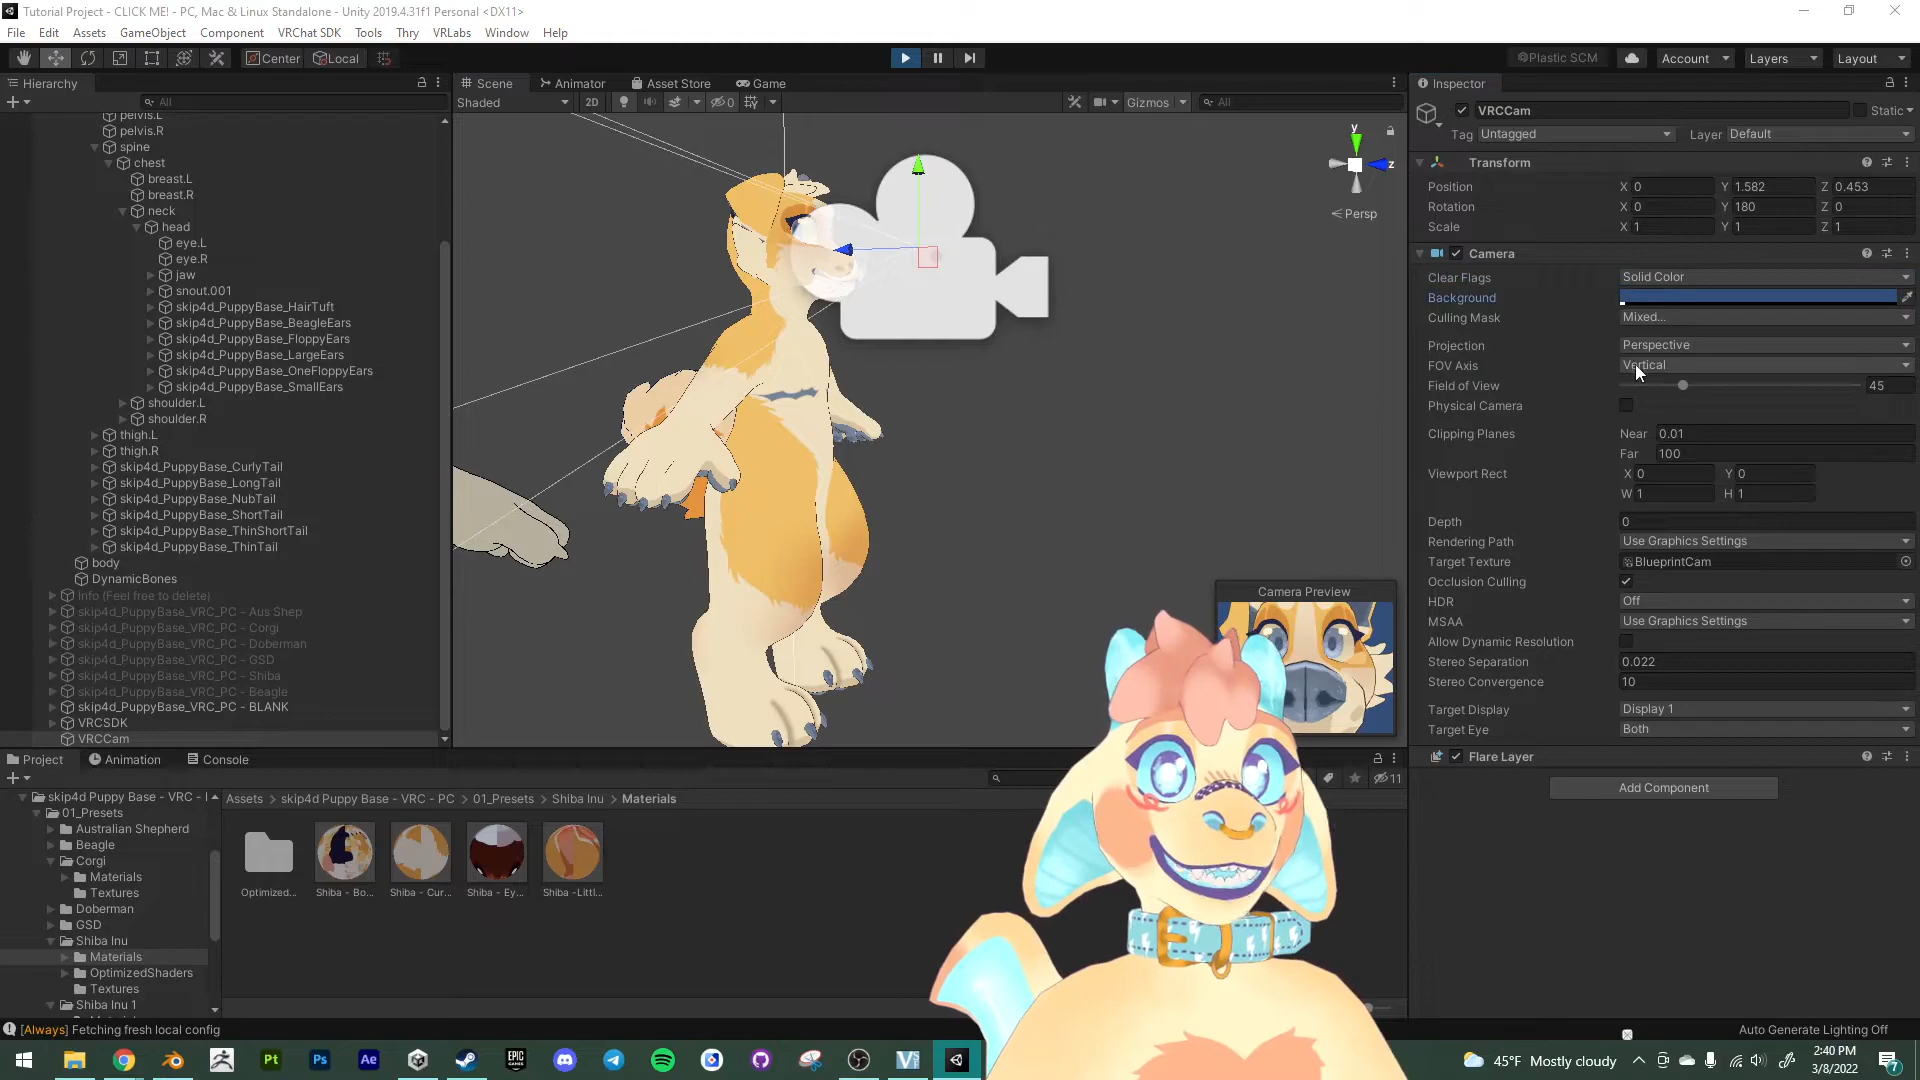 Tutorial Project - CLICK ME! - PC, Mac & Linux Standalone - Unity 2019.4.31f1 Personal <DX11>
File Edit Assets GameObject Component VRChat SDK Tools Thry VRLabs Window Help
Center Local Plastic SCM Account Layers Layout
Hierarchy
All
pelvis.L
pelvis.R
spine
chest
breast.L
breast.R
neck
head
eye.L
eye.R
jaw
snout.001
skip4d_PuppyBase_HairTuft
skip4d_PuppyBase_BeagleEars
skip4d_PuppyBase_FloppyEars
skip4d_PuppyBase_LargeEars
skip4d_PuppyBase_OneFloppyEars
skip4d_PuppyBase_SmallEars
shoulder.L
shoulder.R
thigh.L
thigh.R
skip4d_PuppyBase_CurlyTail
skip4d_PuppyBase_LongTail
skip4d_PuppyBase_NubTail
skip4d_PuppyBase_ShortTail
skip4d_PuppyBase_ThinShortTail
skip4d_PuppyBase_ThinTail
body
DynamicBones
Info (Feel free to delete)
skip4d_PuppyBase_VRC_PC - Aus Shep
skip4d_PuppyBase_VRC_PC - Corgi
skip4d_PuppyBase_VRC_PC - Doberman
skip4d_PuppyBase_VRC_PC - GSD
skip4d_PuppyBase_VRC_PC - Shiba
skip4d_PuppyBase_VRC_PC - Beagle
skip4d_PuppyBase_VRC_PC - BLANK
VRCSDK
VRCCam
Scene Animator Asset Store Game
Shaded 2D 0 Gizmos All
y
z
Persp
Camera Preview
Inspector
VRCCam Static
Tag Untagged Layer Default
Transform
Position X 0 Y 1.582 Z 0.453
Rotation X 0 Y 180 Z 0
Scale X 1 Y 1 Z 1
Camera
Clear Flags Solid Color
Background
Culling Mask Mixed...
Projection Perspective
FOV Axis Vertical
Field of View 45
Physical Camera
Clipping Planes Near 0.01
Far 100
Viewport Rect X 0 Y 0
W 1 H 1
Depth 0
Rendering Path Use Graphics Settings
Target Texture BlueprintCam
Occlusion Culling
HDR Off
MSAA Use Graphics Settings
Allow Dynamic Resolution
Stereo Separation 0.022
Stereo Convergence 10
Target Display Display 1
Target Eye Both
Flare Layer
Add Component
Project Animation Console
11
skip4d Puppy Base - VRC - 
01_Presets
Australian Shepherd
Beagle
Corgi
Materials
Textures
Doberman
GSD
Shiba Inu
Materials
OptimizedShaders
Textures
Shiba Inu 1
Assets > skip4d Puppy Base - VRC - PC > 01_Presets > Shiba Inu > Materials
Optimized... Shiba - Bo... Shiba - Cur... Shiba - Ey... Shiba -Littl...
[Always] Fetching fresh local config
Auto Generate Lighting Off
Pt Ps Ae EPIC GAMES
45°F Mostly cloudy
2:40 PM
3/8/2022
7